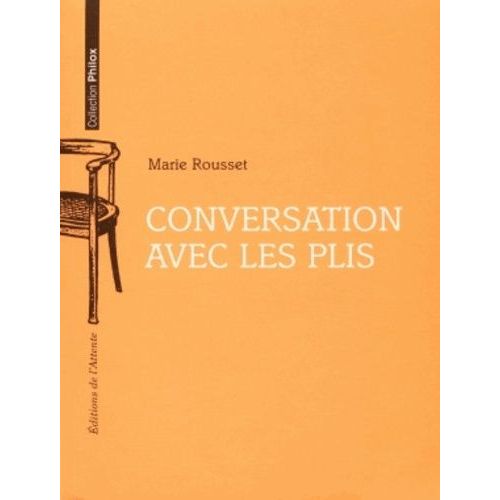 Collection Philox
Marie Rousset
CONVERSATION
AVEC LES PLIS
Éditions de l'Attente